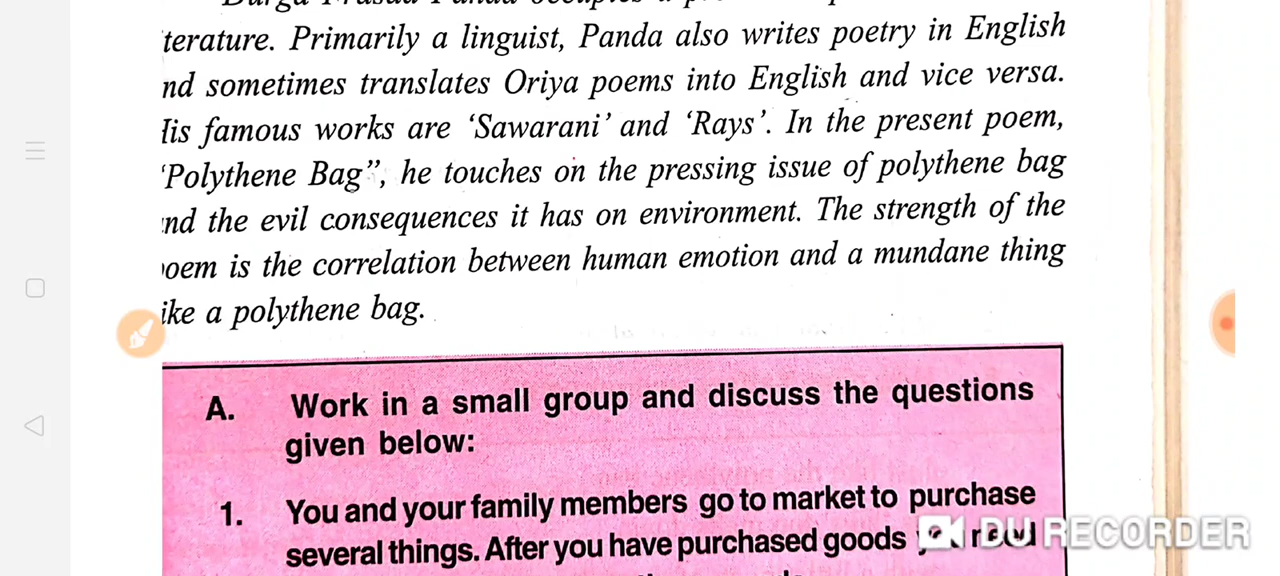 terature. Primarily a linguist, Panda also writes poetry in English
nd sometimes translates Oriya poems into English and vice versa.
His famous works are 'Sawarani' and 'Rays'. In the present poem,
'Polythene Bag", he touches on the pressing issue of polythene bag
nd the evil consequences it has on environment. The strength of the
poem is the correlation between human emotion and a mundane thing
ike a polythene bag.
A. Work in a small group and discuss the questions
given below:
1. You and your family members go to market to purchase
several things. After you have purchased goods
DU RECORDER